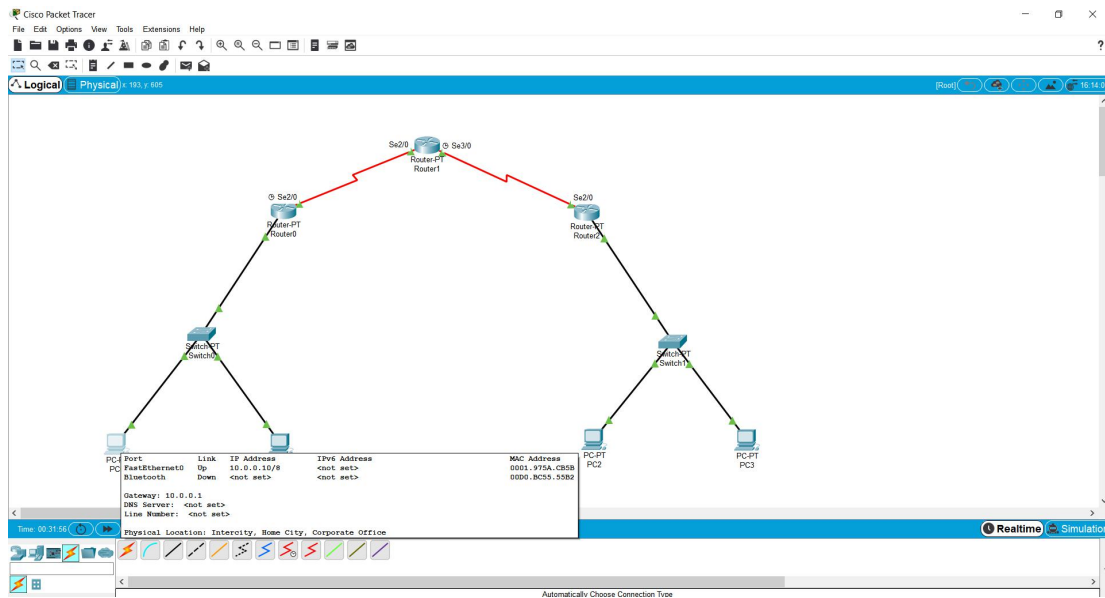 Cisco Packet Tracer
File Edit Options View Tools Extensions Help
?
Logical Physical x: 193, y: 605 [Root]
Se2/0 Se3/0
Router-PT
Router1
Se2/0 Se2/0
Router-PT Router-PT
Router0 Router2
Switch-PT Switch-PT
Switch0 Switch1
PC-PT PC-PT
PC2 PC3
Port Link IP Address IPv6 Address MAC Address
FastEthernet0 Up 10.0.0.10/8 <not set> 0001.975A.CB5B
Bluetooth Down <not set> <not set> 00D0.BC55.55B2
Gateway: 10.0.0.1
DNS Server: <not set>
Line Number: <not set>
Physical Location: Intercity, Home City, Corporate Office
Time: 00:31:56 Realtime Simulation
Automatically Choose Connection Type